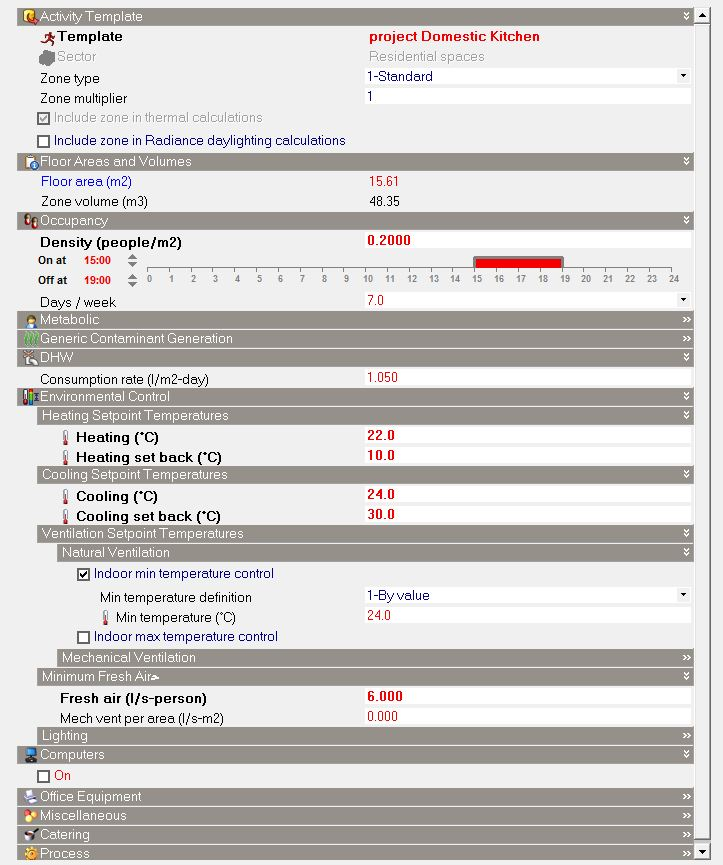 Activity Template
Template project Domestic Kitchen
Sector Residential spaces
Zone type 1-Standard
Zone multiplier 1
Include zone in thermal calculations
Include zone in Radiance daylighting calculations
Floor Areas and Volumes
Floor area (m2) 15.61
Zone volume (m3) 48.35
Occupancy
Density (people/m2) 0.2000
On at 15:00
Off at 19:00 0 1 2 3 4 5 6 7 8 9 10 11 12 13 14 15 16 17 18 19 20 21 22 23 24
Days / week 7.0
Metabolic
Generic Contaminant Generation
DHW
Consumption rate (l/m2-day) 1.050
Environmental Control
Heating Setpoint Temperatures
Heating (°C) 22.0
Heating set back (°C) 10.0
Cooling Setpoint Temperatures
Cooling (°C) 24.0
Cooling set back (°C) 30.0
Ventilation Setpoint Temperatures
Natural Ventilation
Indoor min temperature control
Min temperature definition 1-By value
Min temperature (°C) 24.0
Indoor max temperature control
Mechanical Ventilation
Minimum Fresh Air
Fresh air (l/s-person) 6.000
Mech vent per area (l/s-m2) 0.000
Lighting
Computers
On
Office Equipment
Miscellaneous
Catering
Process